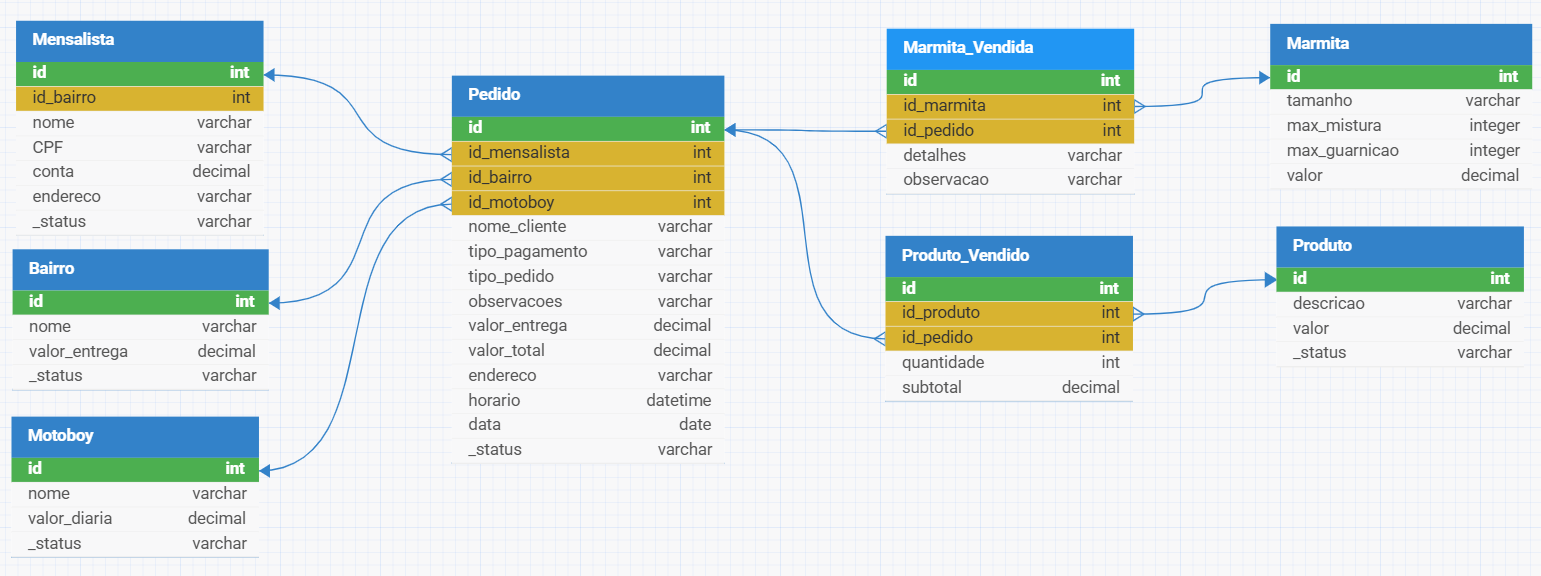 Mensalista
id int
id_bairro int
nome varchar
CPF varchar
conta decimal
endereco varchar
_status varchar
Bairro
id int
nome varchar
valor_entrega decimal
_status varchar
Motoboy
id int
nome varchar
valor_diaria decimal
_status varchar
Pedido
id int
id_mensalista int
id_bairro int
id_motoboy int
nome_cliente varchar
tipo_pagamento varchar
tipo_pedido varchar
observacoes varchar
valor_entrega decimal
valor_total decimal
endereco varchar
horario datetime
data date
_status varchar
Marmita_Vendida
id int
id_marmita int
id_pedido int
detalhes varchar
observacao varchar
Produto_Vendido
id int
id_produto int
id_pedido int
quantidade int
subtotal decimal
Marmita
id int
tamanho varchar
max_mistura integer
max_guarnicao integer
valor decimal
Produto
id int
descricao varchar
valor decimal
_status varchar